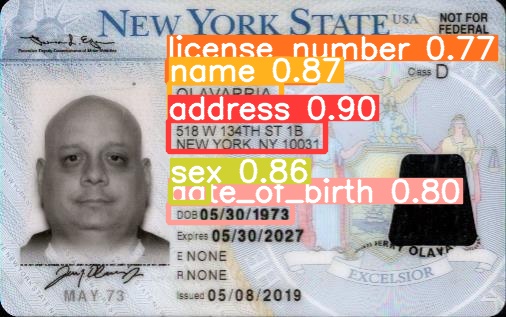 NEW YORK STATE USA
NOT FOR
FEDERAL
license_number 0.77
name 0.87
Class D
OLAVARRIA
address 0.90
518 W 134TH ST 1B
NEW YORK, NY 10031
sex 0.86
date_of_birth 0.80
DOB 05/30/1973
Expires 05/30/2027
E NONE
R NONE
Issued 05/08/2019
MAY 73
EXCELSIOR